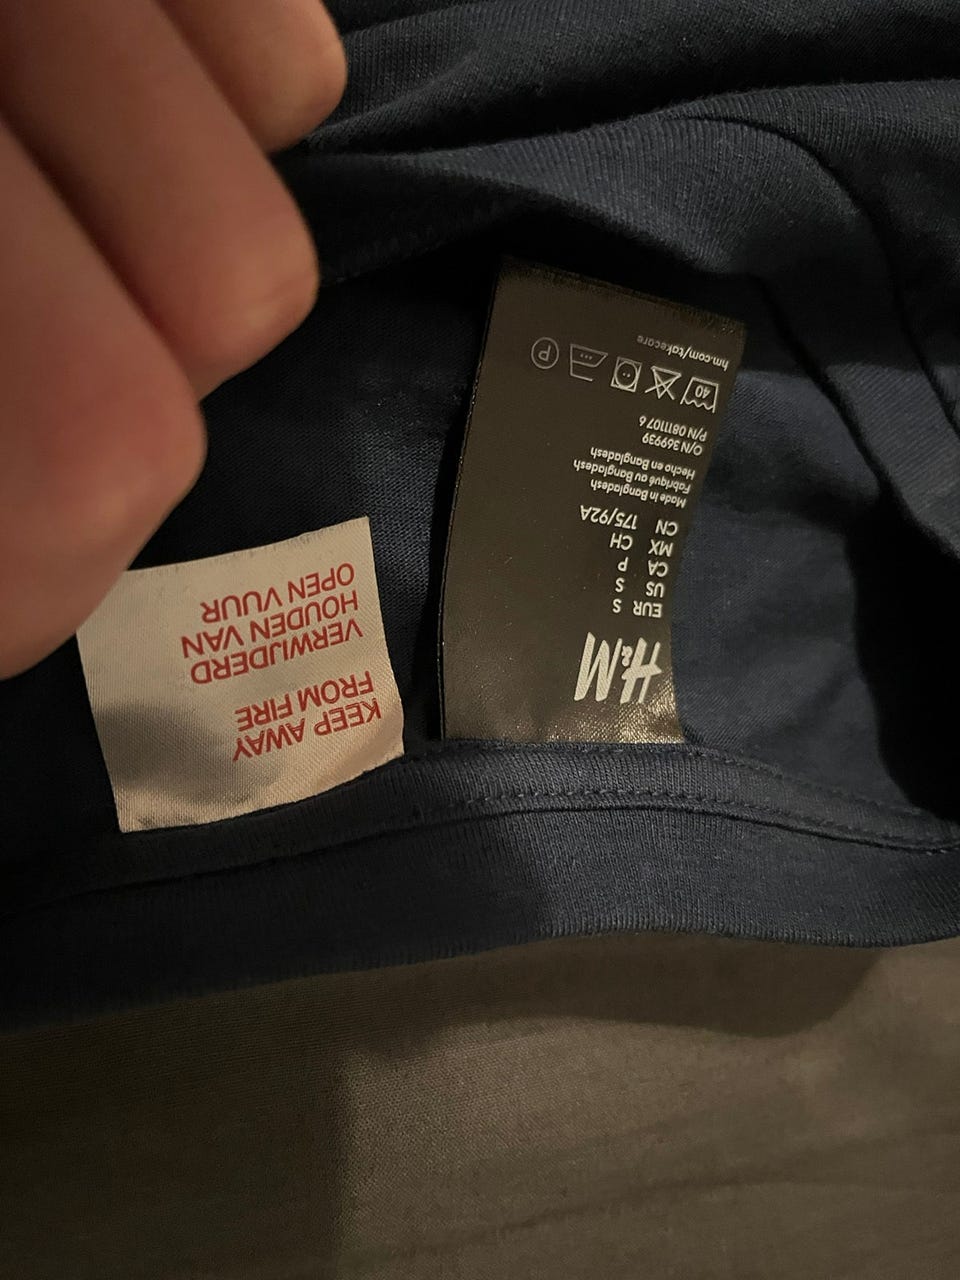 H&M
EUR S
US S
CA P
MX CH
CN 175/92A
Made in Bangladesh
Fabriqué au Bangladesh
Hecho en Bangladesh
O/N 369939
P/N 0811107 6
40
P
hm.com/takecare
KEEP AWAY
FROM FIRE
VERWIJDERD
HOUDEN VAN
OPEN VUUR